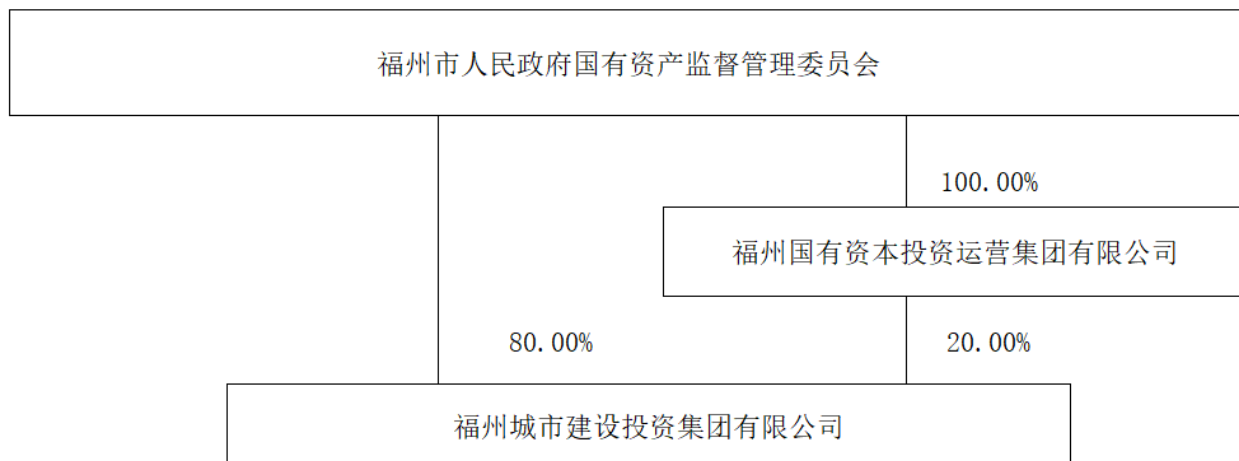 福州市人民政府国有资产监督管理委员会
100.00%
福州国有资本投资运营集团有限公司
80.00%
20.00%
福州城市建设投资集团有限公司